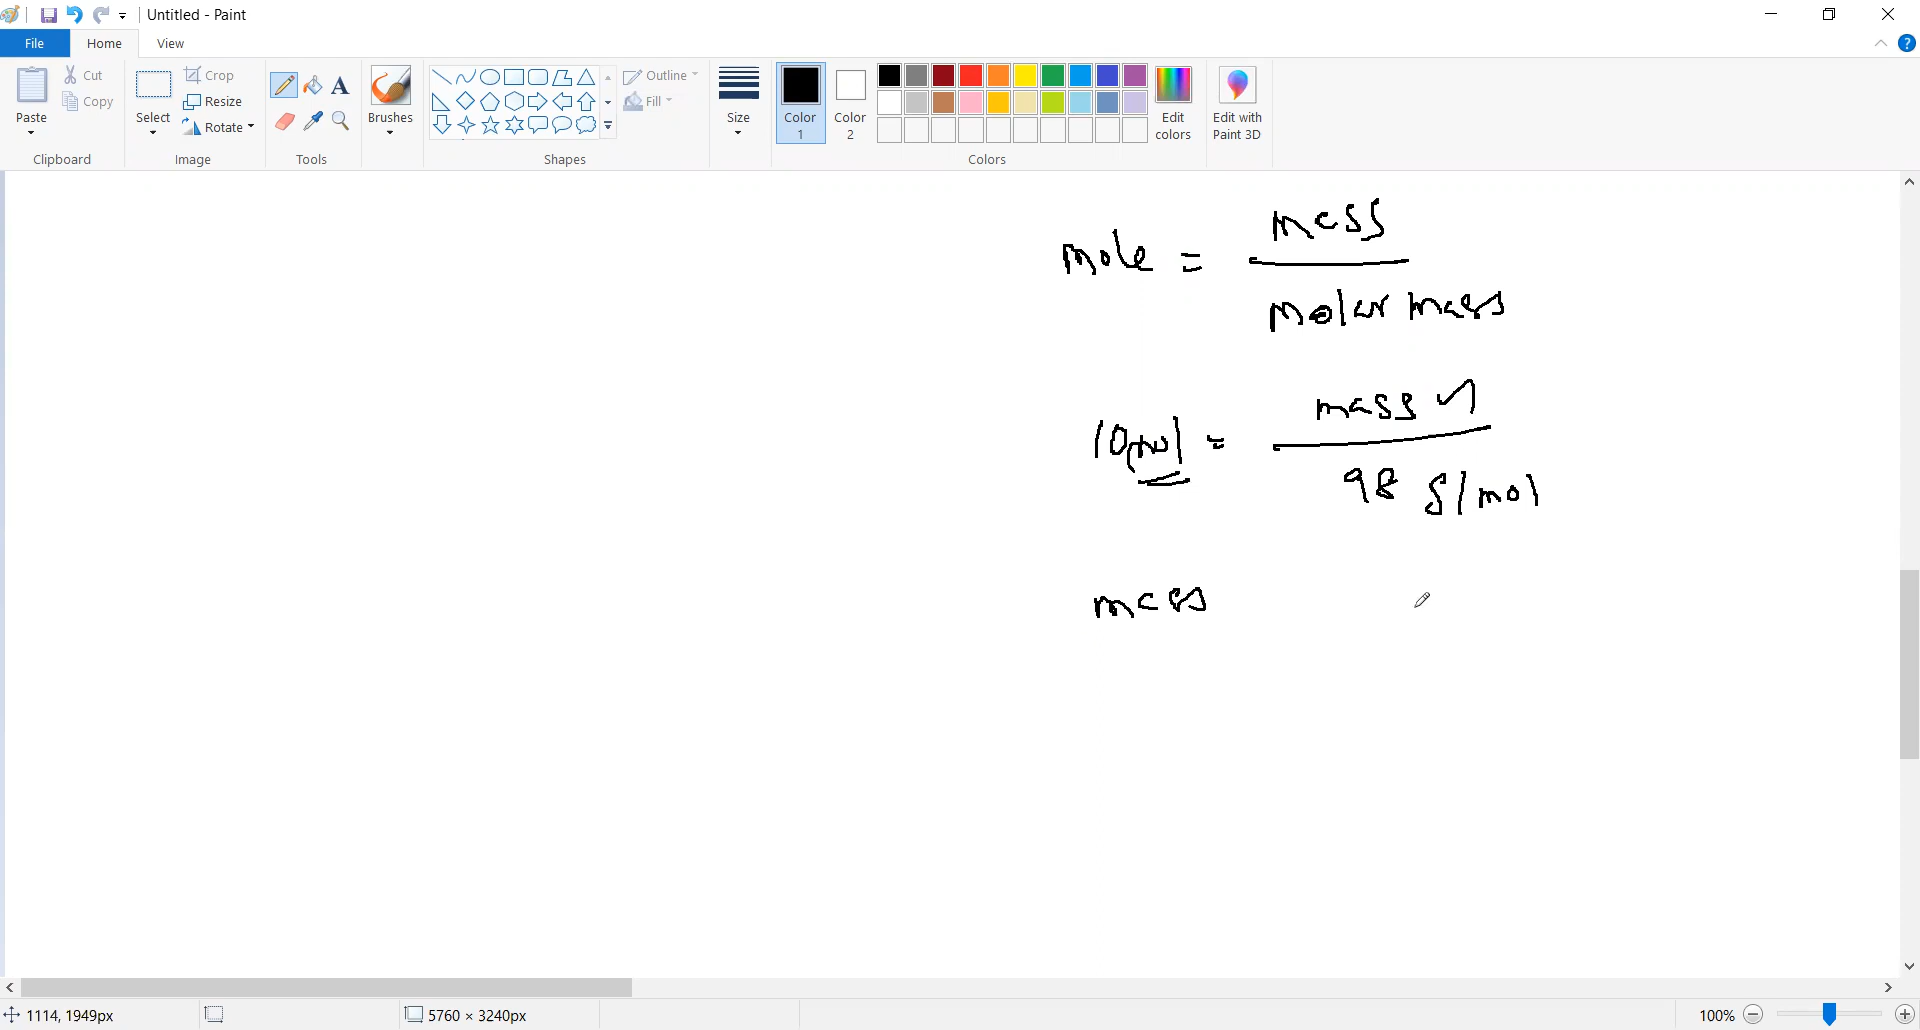 Untitled - Paint
File Home View
Paste Cut Copy Select Crop Resize Rotate Brushes Outline Fill Size Color 1 Color 2 Edit colors Edit with Paint 3D
Clipboard Image Tools Shapes Colors
mole = mass / molar mass
10 mol = mass / 98 g/mol
mass
1114, 1949px 5760 × 3240px 100%